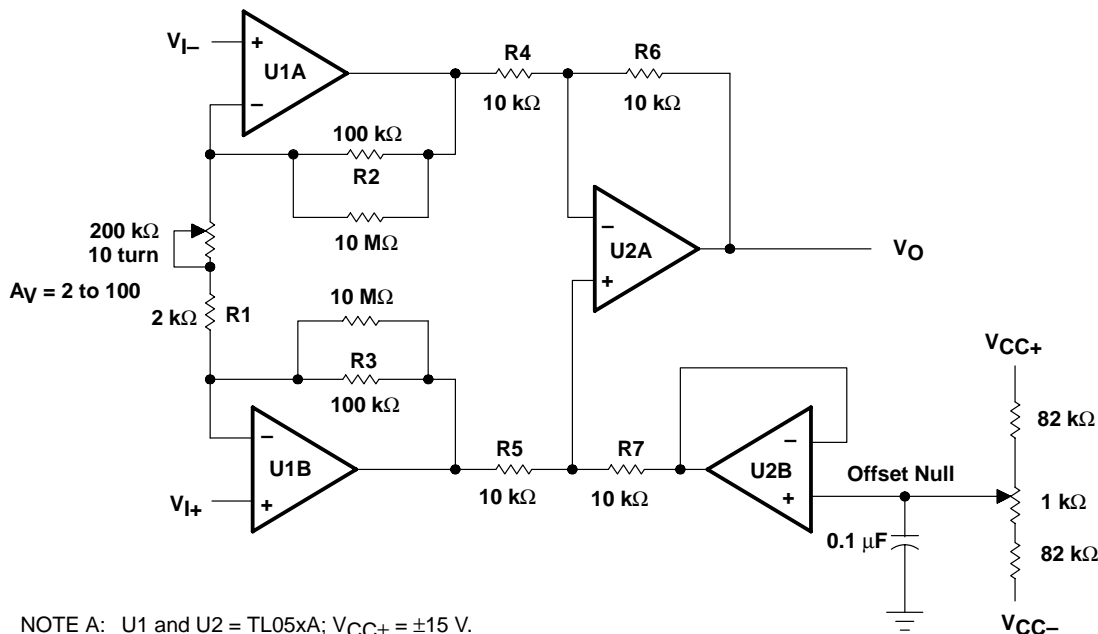 VI–
+
U1A
–
R4
10 kΩ
R6
10 kΩ
100 kΩ
R2
10 MΩ
200 kΩ
10 turn
AV = 2 to 100
2 kΩ
R1
–
U2A
+
VO
10 MΩ
R3
100 kΩ
–
U1B
+
VI+
R5
10 kΩ
R7
10 kΩ
–
U2B
+
Offset Null
0.1 μF
VCC+
82 kΩ
1 kΩ
82 kΩ
VCC–
NOTE A: U1 and U2 = TL05xA; VCC+ = ±15 V.